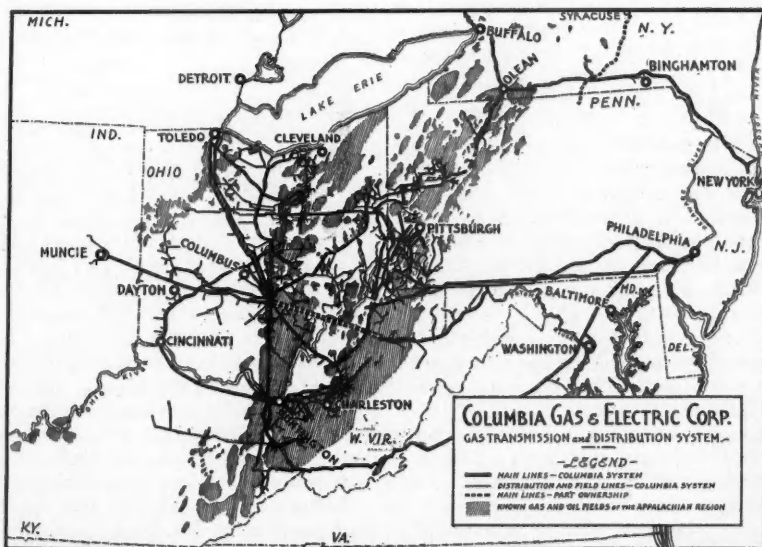 MICH.
SYRACUSE
N. Y.
BUFFALO
BINGHAMTON
OLEAN
DETROIT
LAKE ERIE
PENN.
IND.
TOLEDO
CLEVELAND
OHIO
NEW YORK
PITTSBURGH
PHILADELPHIA
COLUMBUS
N. J.
MUNCIE
DAYTON
BALTIMORE
MD.
DEL.
CINCINNATI
WASHINGTON
OHIO
CHARLESTON
HUNTINGTON
W. VIR.
KY.
VA.
COLUMBIA GAS & ELECTRIC CORP.
GAS TRANSMISSION and DISTRIBUTION SYSTEM
-LEGEND-
MAIN LINES-COLUMBIA SYSTEM
DISTRIBUTION AND FIELD LINES-COLUMBIA SYSTEM
MAIN LINES-PART OWNERSHIP
KNOWN GAS AND OIL FIELDS OF THE APPALACHIAN REGION